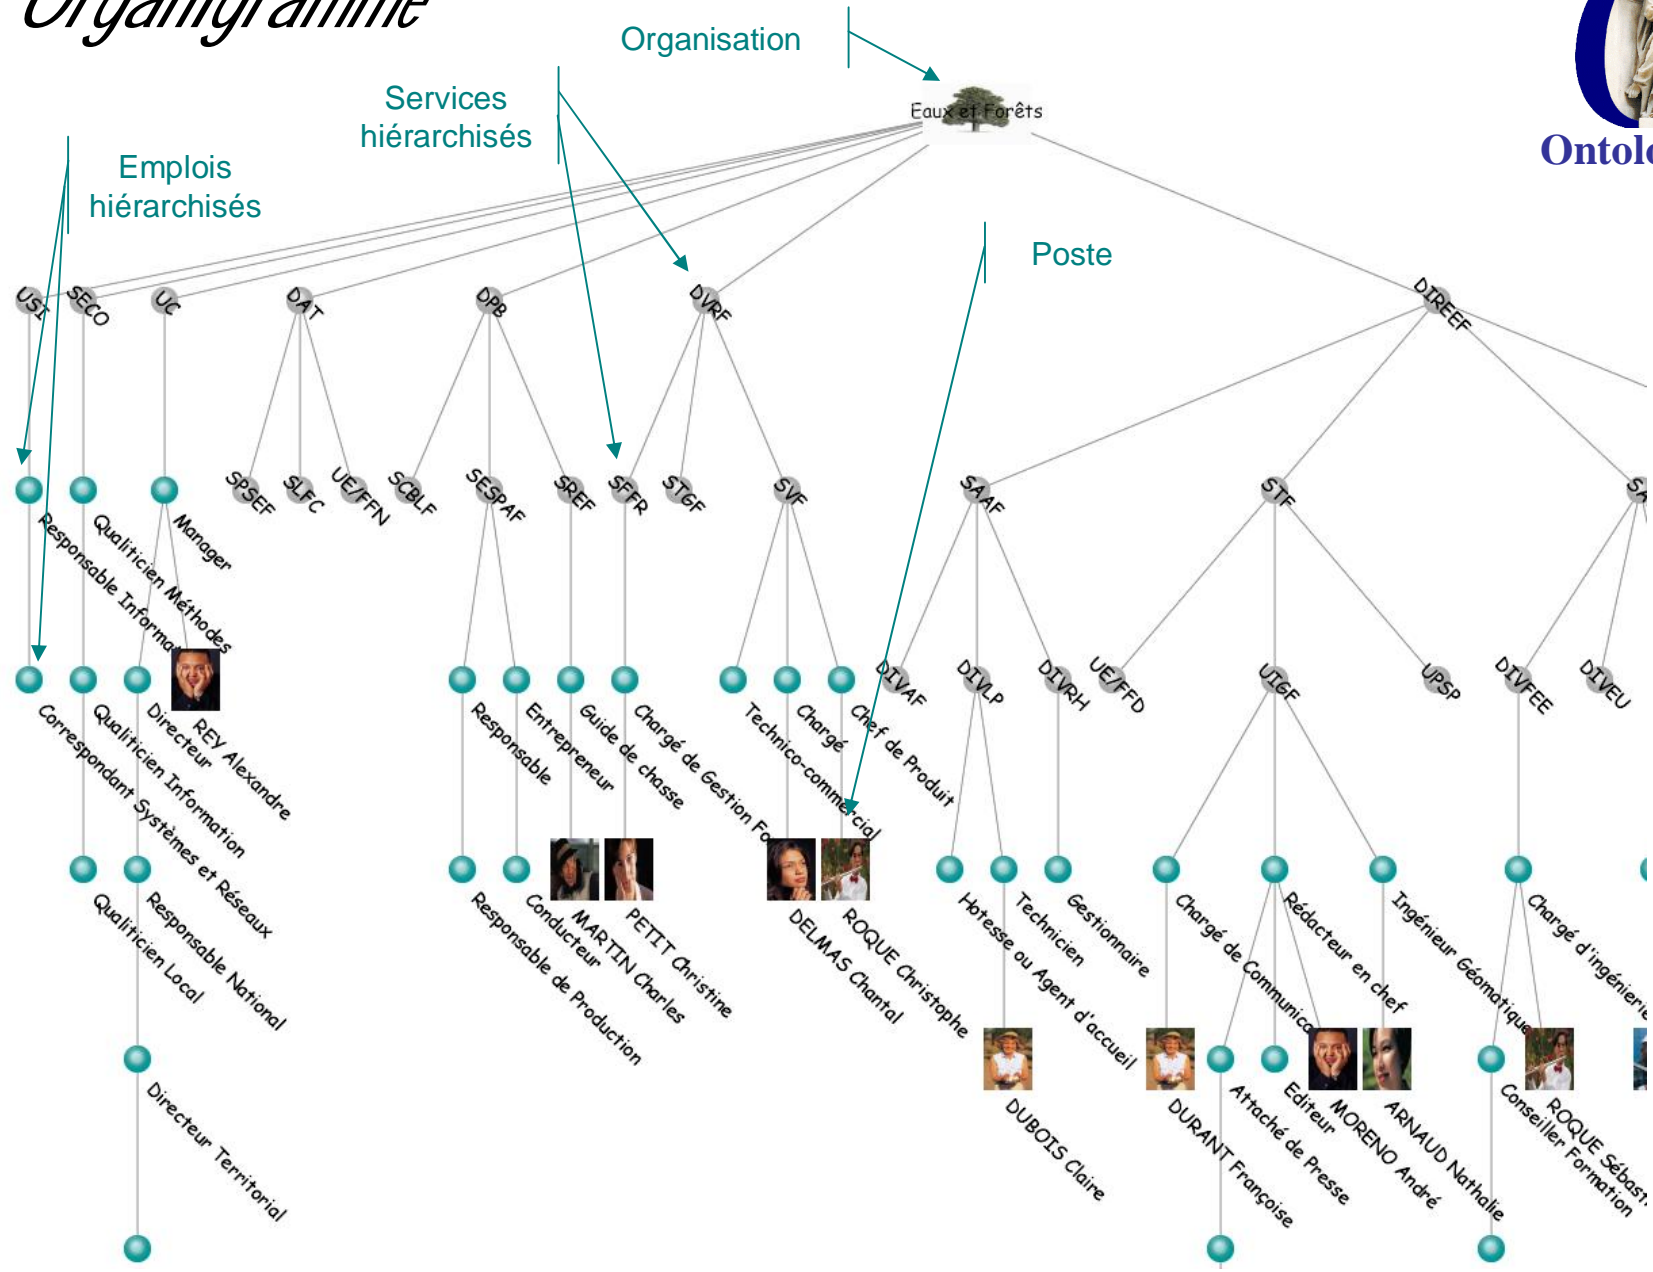 Organigramme
Organisation
Services
hiérarchisés
Eaux et Forêts
Emplois
hiérarchisés
Poste
USI
SECO
UC
DAT
DPB
DVRF
DIREEF
SPSEF
SLFC
UE/FFN
SCBLF
SESPAF
SREF
SFFR
STGF
SVF
SAAF
STF
Responsable
Qualiticien Méthodes
Manager
DIVAF
DIVLP
DIVRH
UE/FFD
UIGF
UPSP
DIVFEE
DIVEU
Correspondant Systèmes et Réseaux
Qualiticien Information
Directeur
REY Alexandre
Responsable
Entrepreneur
Guide de chasse
Chargé de Gestion
Technico-commercial
Chargé
Chef de Produit
Qualiticien Local
Responsable National
Responsable de Production
Conducteur
MARTIN Charles
PETIT Christine
DELMAS Chantal
ROQUE Christophe
Hotesse ou Agent d'accueil
Technicien
Gestionnaire
Chargé de
Rédacteur en chef
Ingénieur Géomatique
Chargé d'ingénierie
Directeur Territorial
DUBOIS Claire
DURANT Françoise
Attaché de Presse
Editeur
MORENO André
ARNAUD Nathalie
Conseiller Formation
ROQUE